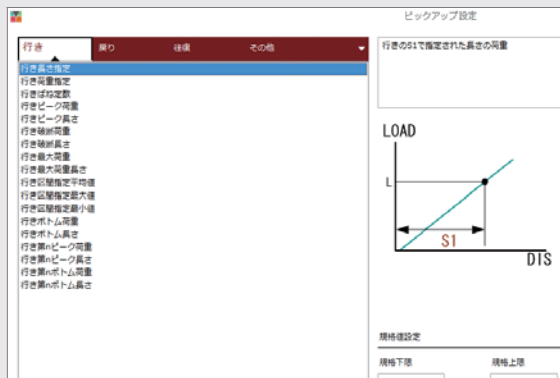 ピックアップ設定
行き 戻り 往復 その他
行き長さ指定
行き荷重指定
行きばね定数
行きピーク荷重
行きピーク長さ
行き破断荷重
行き破断長さ
行き最大荷重
行き最大荷重長さ
行き区間指定平均値
行き区間指定最大値
行き区間指定最小値
行きボトム荷重
行きボトム長さ
行き第nピーク荷重
行き第nピーク長さ
行き第nボトム荷重
行き第nボトム長さ
行きのS1で指定された長さの荷重
LOAD
L
S1
DIS
規格値設定
規格下限 規格上限